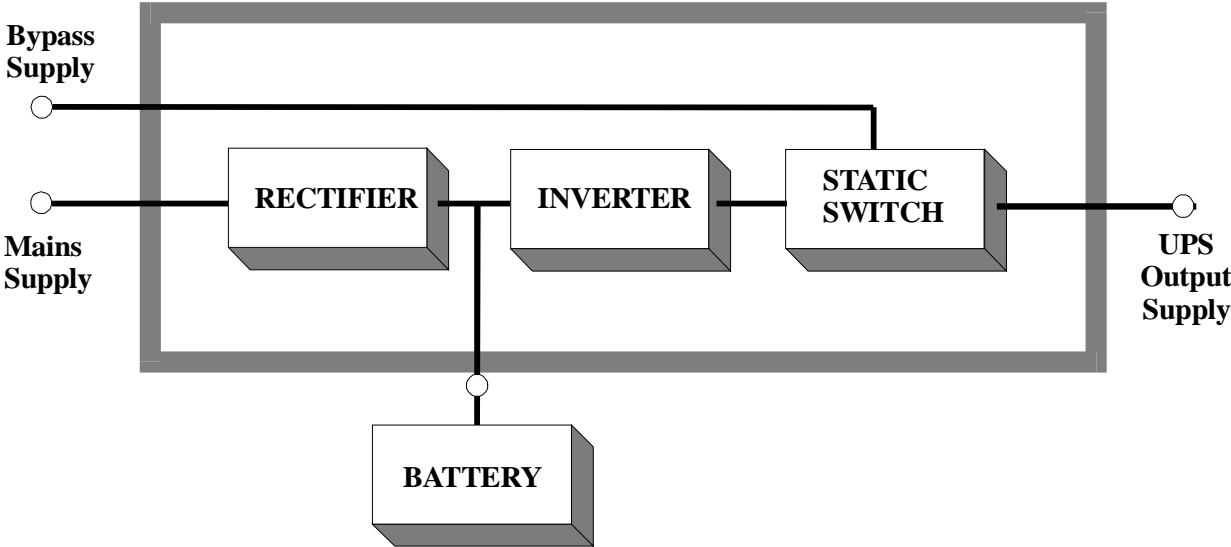 Bypass
Supply
Mains
Supply
RECTIFIER
INVERTER
STATIC
SWITCH
UPS
Output
Supply
BATTERY